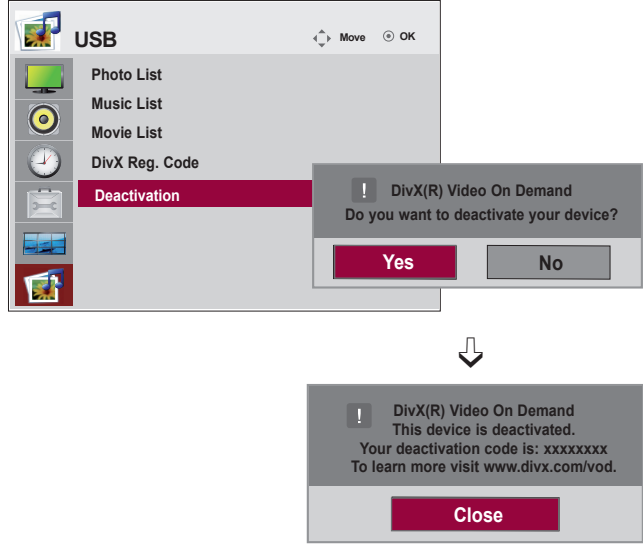 USB
Move
OK
Photo List
Music List
Movie List
DivX Reg. Code
Deactivation
! DivX(R) Video On Demand
Do you want to deactivate your device?
Yes
No
! DivX(R) Video On Demand
This device is deactivated.
Your deactivation code is: xxxxxxxx
To learn more visit www.divx.com/vod.
Close